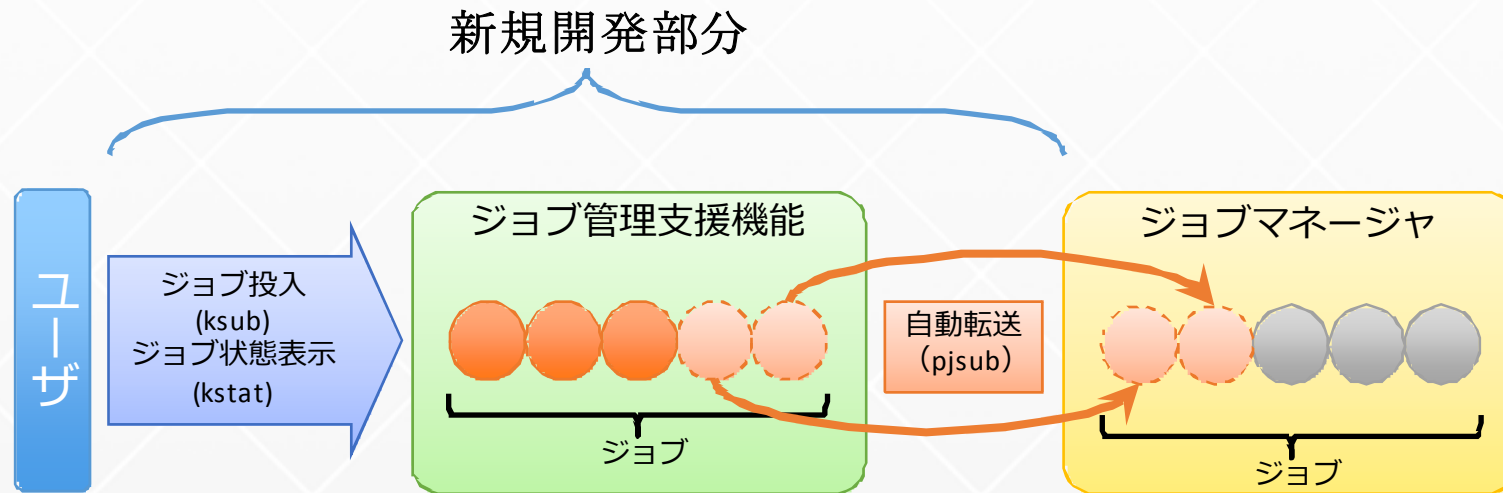 新規開発部分
ユーザ
ジョブ投入
(ksub)
ジョブ状態表示
(kstat)
ジョブ管理支援機能
ジョブ
自動転送
（pjsub）
ジョブマネージャ
ジョブ